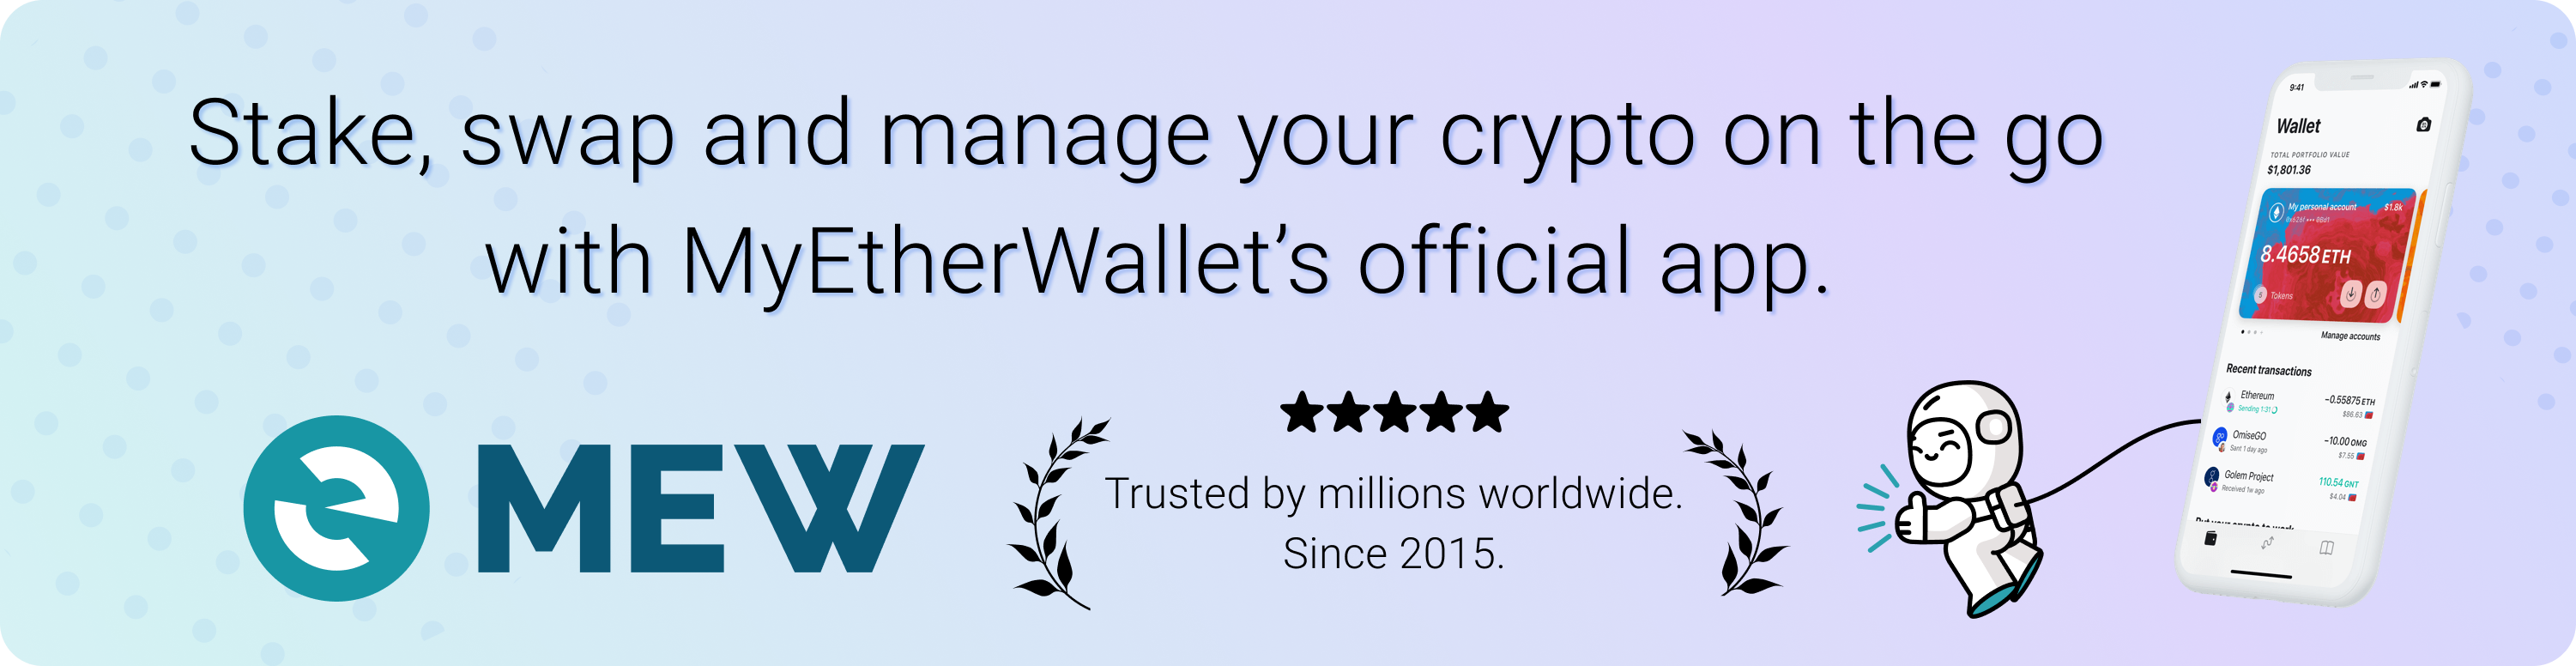 Stake, swap and manage your crypto on the go
with MyEtherWallet’s official app.
MEW
Trusted by millions worldwide.
Since 2015.
9:41
Wallet
TOTAL PORTFOLIO VALUE
$1,801.36
My personal account $1.8k
8.4658 ETH
5 Tokens
Manage accounts
Recent transactions
Ethereum −0.55875 ETH
Sending 1:31 $86.63
OmiseGO −10.00 OMG
Sent 1 day ago $7.55
Golem Project 110.54 GNT
Received 1w ago $4.04